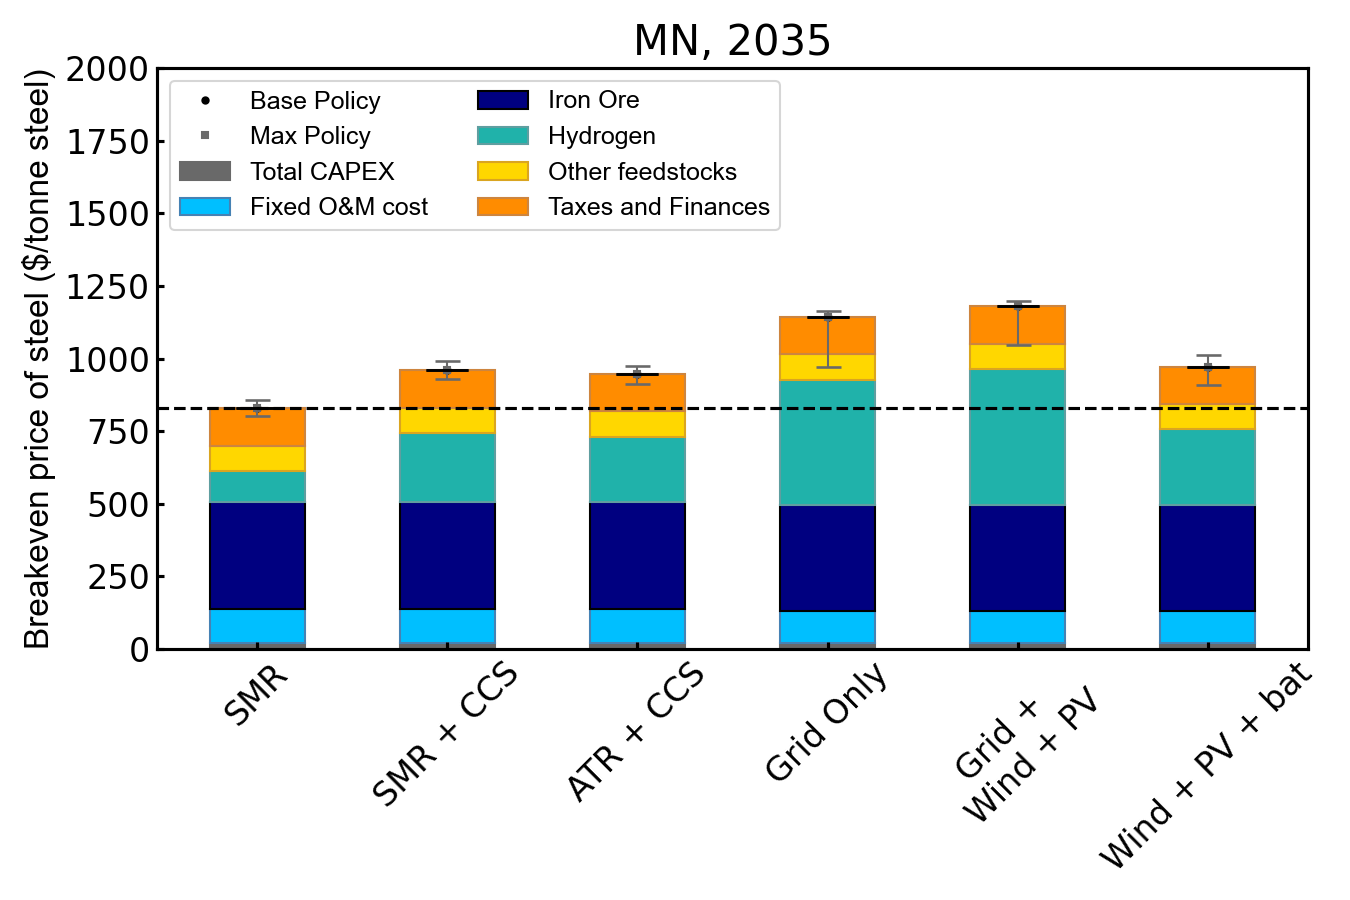 MN, 2035
Breakeven price of steel ($/tonne steel)
2000
1750
1500
1250
1000
750
500
250
0
Base Policy
Max Policy
Total CAPEX
Fixed O&M cost
Iron Ore
Hydrogen
Other feedstocks
Taxes and Finances
SMR
SMR + CCS
ATR + CCS
Grid Only
Grid +
Wind + PV
Wind + PV + bat